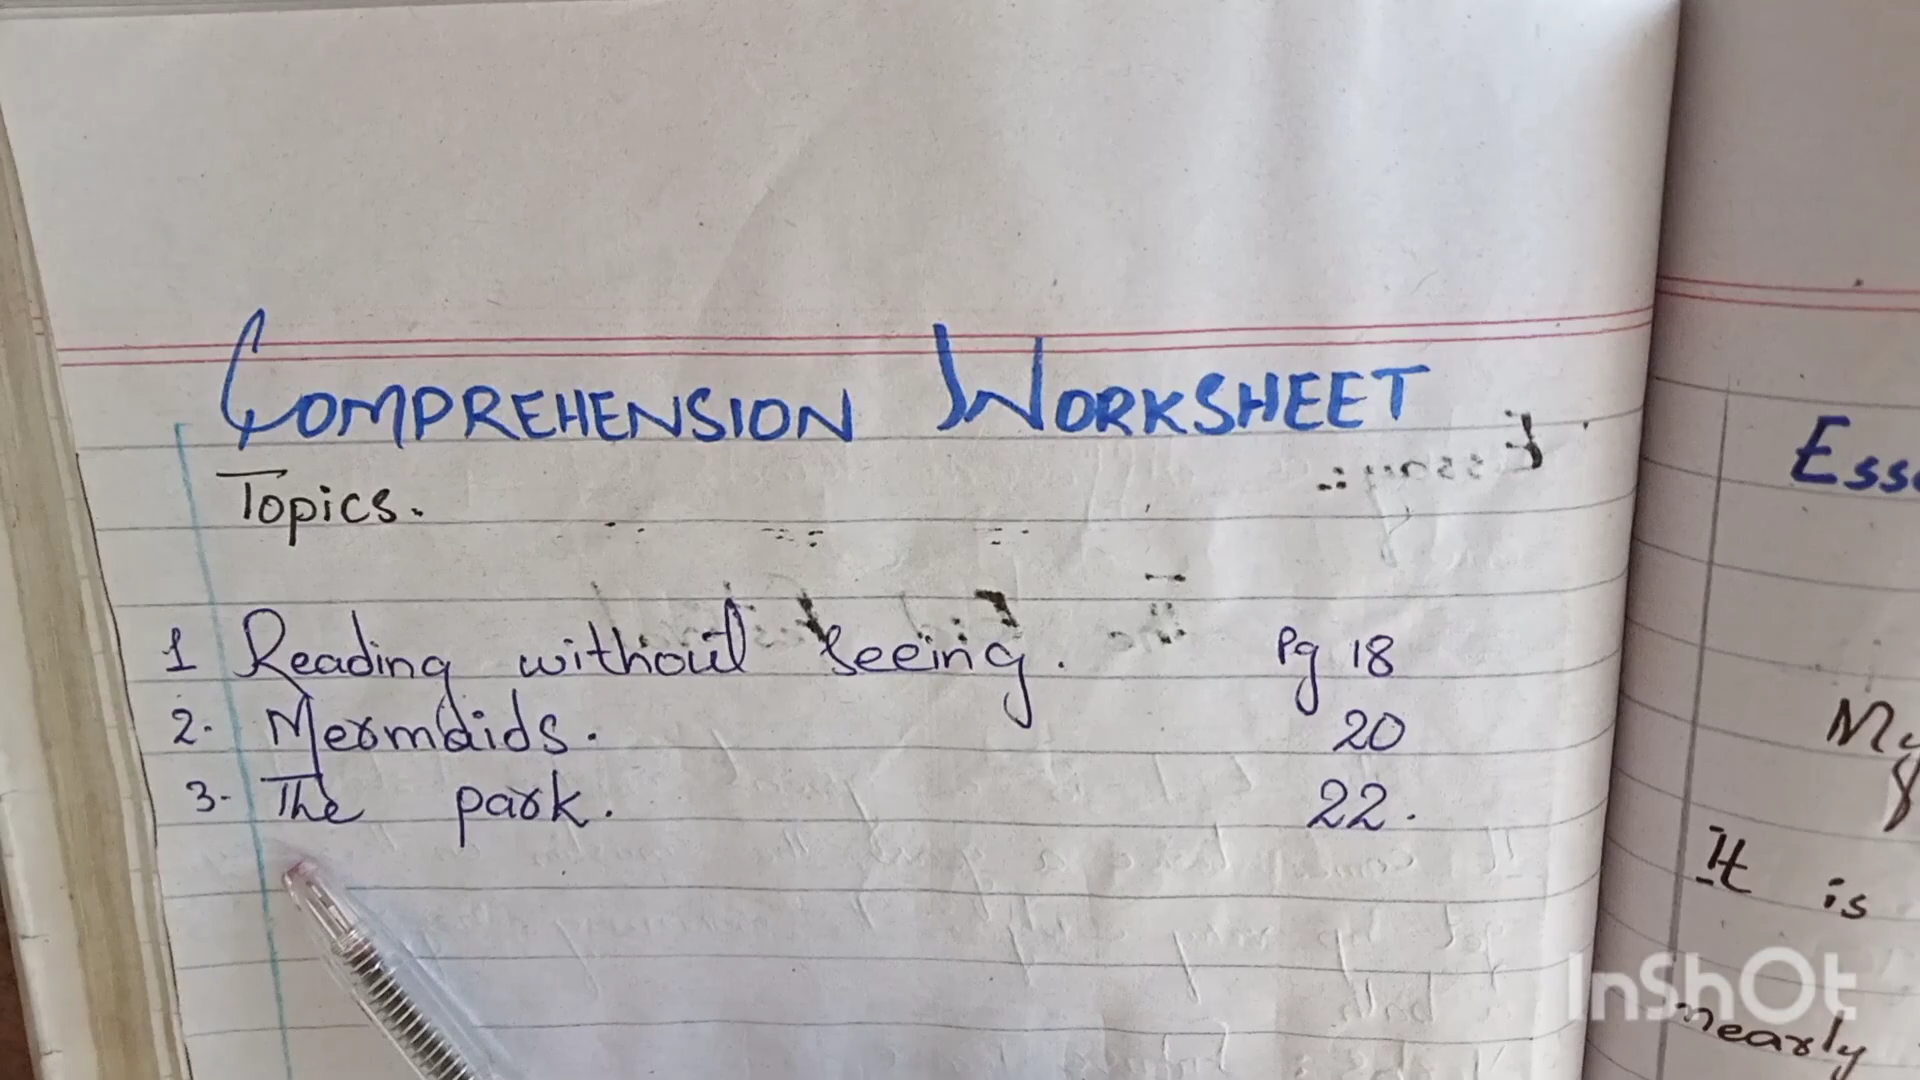 COMPREHENSION WORKSHEET
Topics.
1 Reading without seeing. Pg 18
2. Mermaids. 20
3. The park. 22.
My
It is
nearly
InShOt